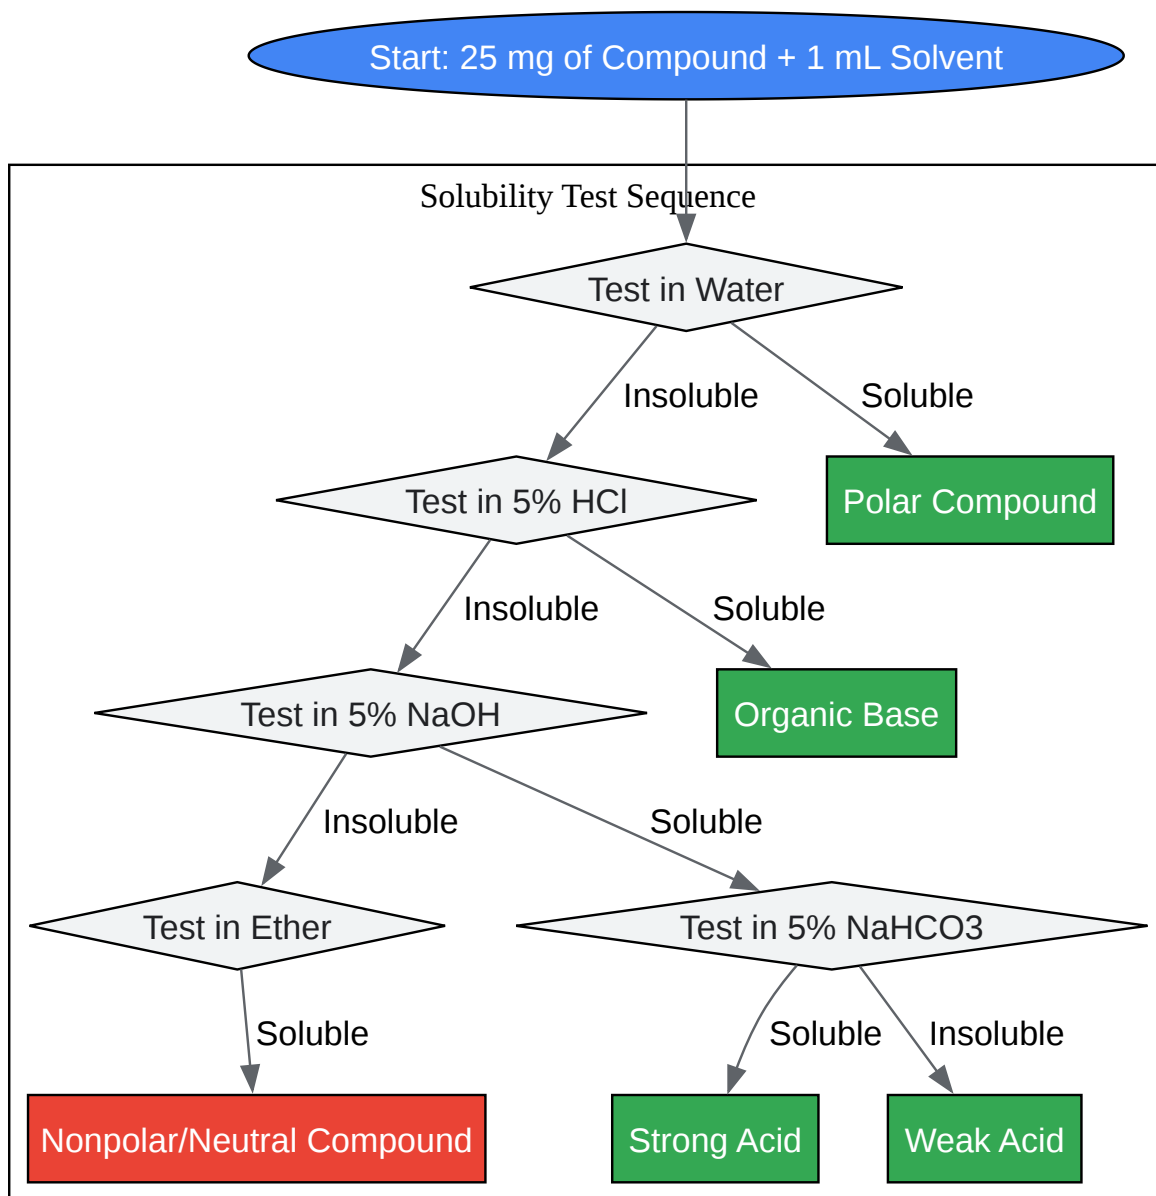 Start: 25 mg of Compound + 1 mL Solvent
Solubility Test Sequence
Test in Water
Insoluble
Soluble
Test in 5% HCl
Polar Compound
Insoluble
Soluble
Test in 5% NaOH
Organic Base
Insoluble
Soluble
Test in Ether
Test in 5% NaHCO3
Soluble
Soluble
Insoluble
Nonpolar/Neutral Compound
Strong Acid
Weak Acid